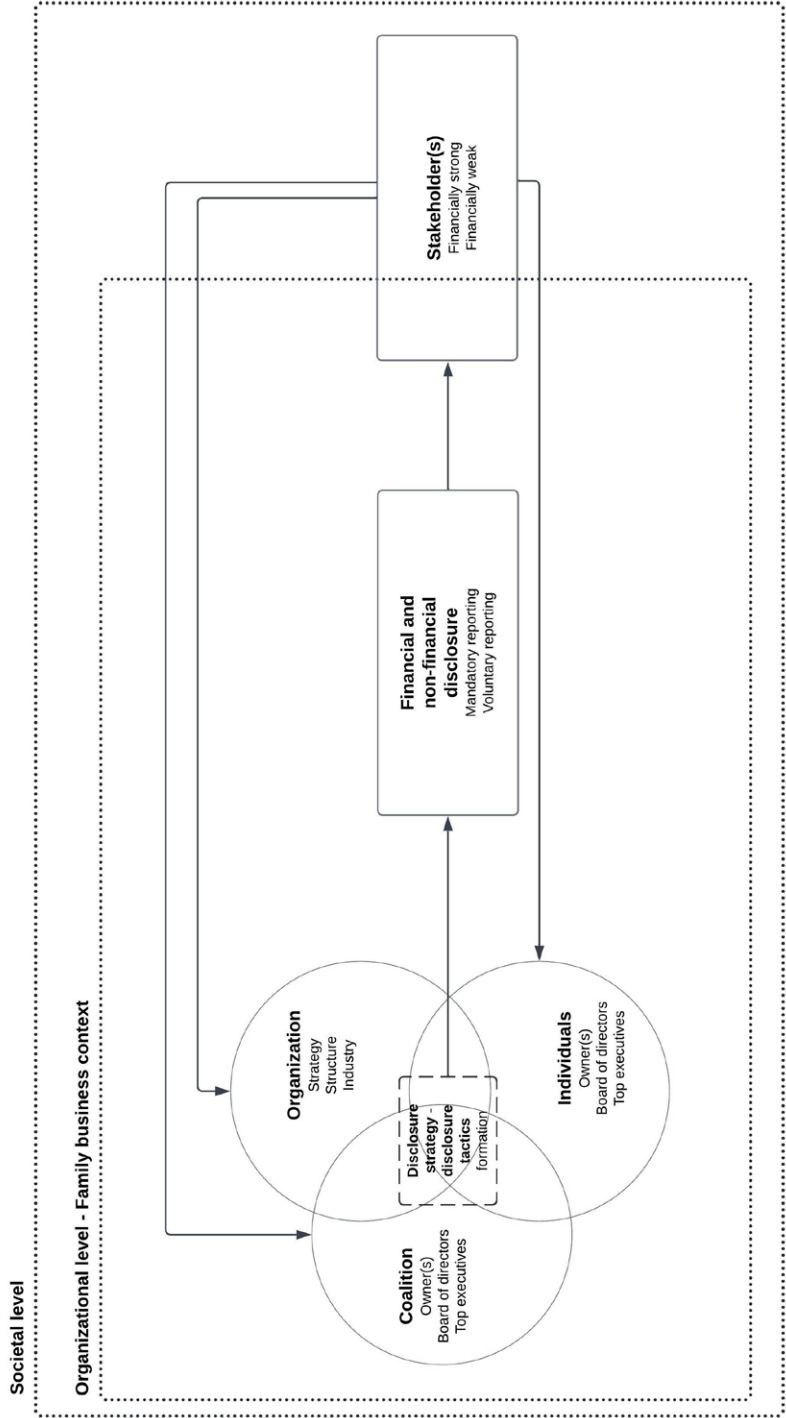 Societal level
Organizational level - Family business context
Coalition
Owner(s)
Board of directors
Top executives
Organization
Strategy
Structure
Industry
Disclosure
strategy -
disclosure
tactics
formation
Individuals
Owner(s)
Board of directors
Top executives
Financial and
non-financial
disclosure
Mandatory reporting
Voluntary reporting
Stakeholder(s)
Financially strong
Financially weak